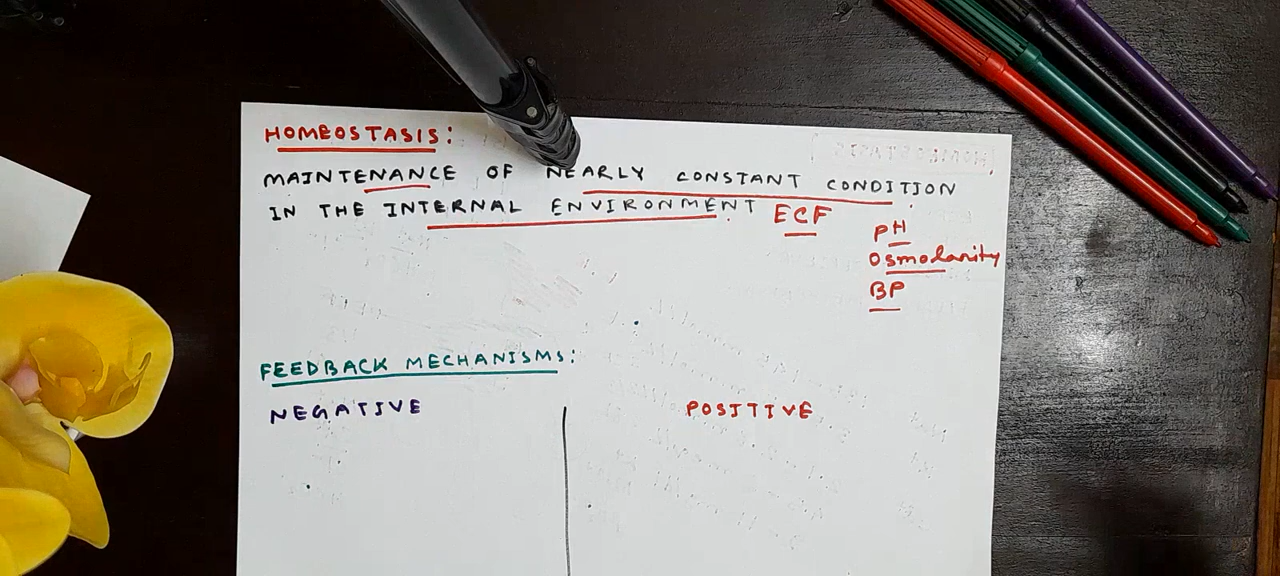 HOMEOSTASIS:
MAINTENANCE OF NEARLY CONSTANT CONDITION
IN THE INTERNAL ENVIRONMENT ECF
pH
Osmolarity
BP
FEEDBACK MECHANISMS:
NEGATIVE
POSITIVE